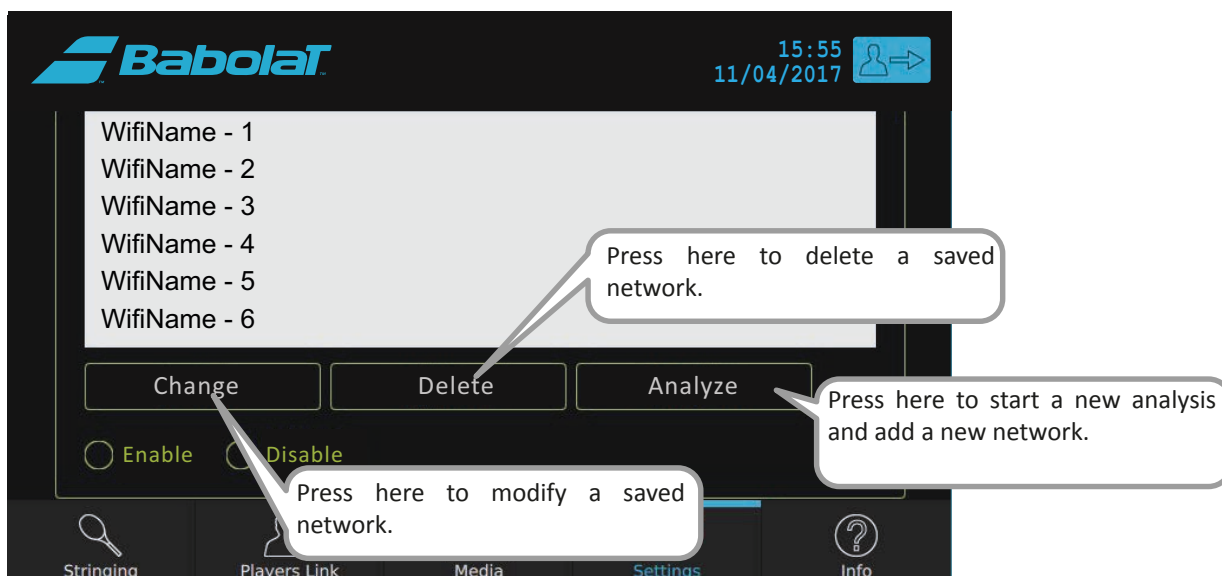 BabolaT
15:55
11/04/2017
WifiName - 1
WifiName - 2
WifiName - 3
WifiName - 4
WifiName - 5
WifiName - 6
Press here to delete a saved
network.
Change
Delete
Analyze
Press here to start a new analysis
and add a new network.
Enable
Disable
Press here to modify a saved
network.
Stringing
Players Link
Media
Settings
Info